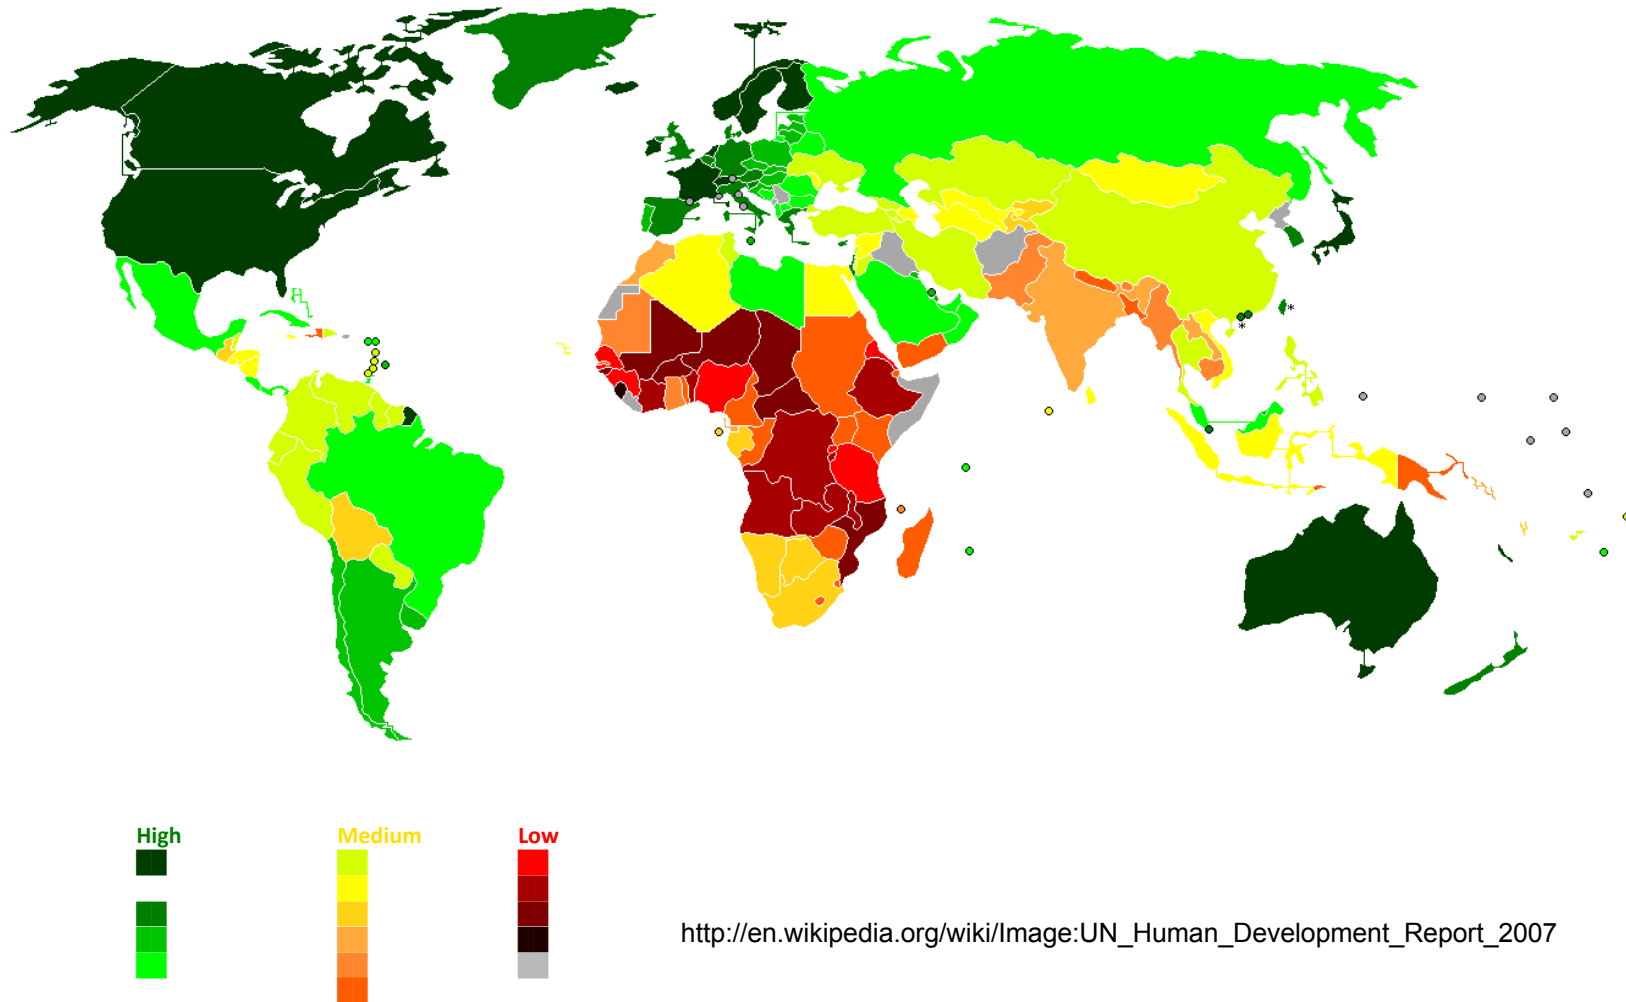 High Medium Low
http://en.wikipedia.org/wiki/Image:UN_Human_Development_Report_2007
*
*